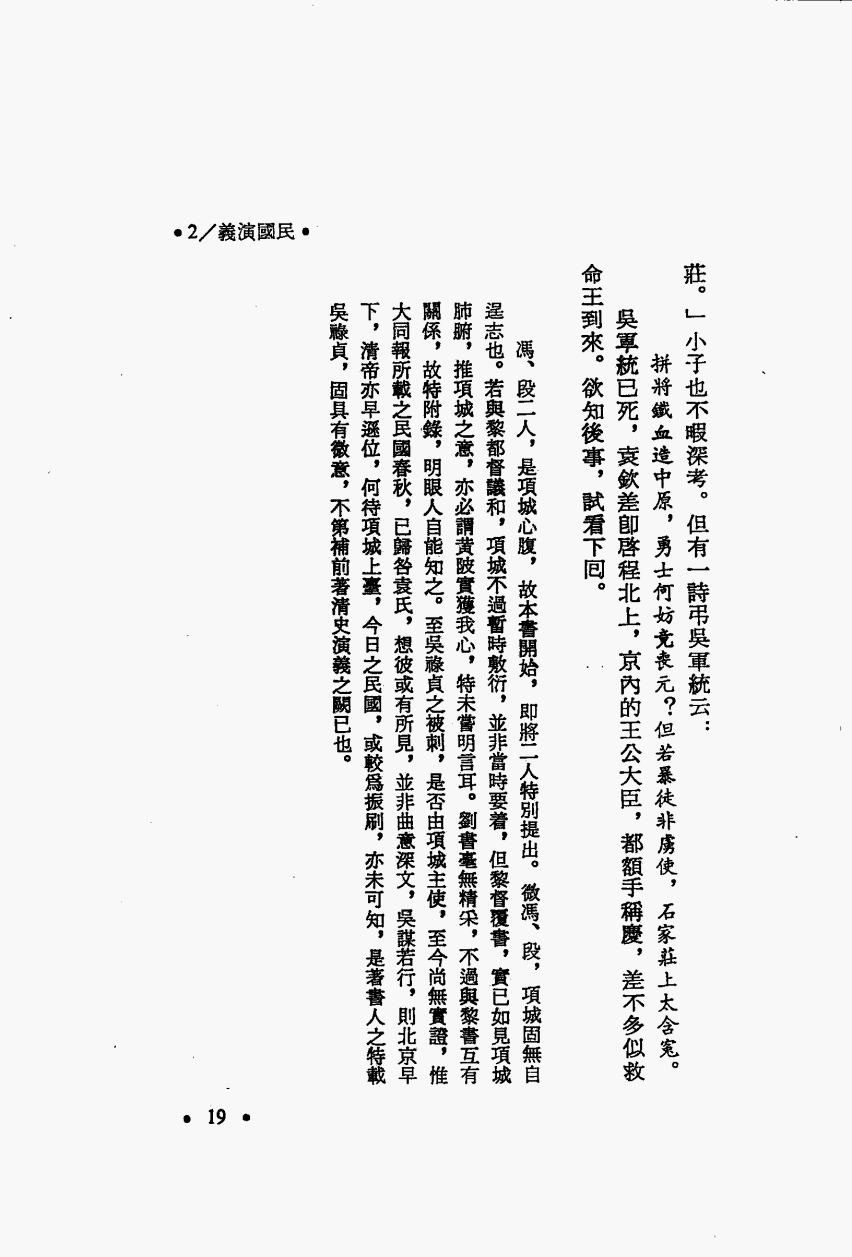 •2／義演國民•
莊。」小子也不暇深考。但有一詩弔吳軍統云：
拼將鐵血造中原，勇士何妨竟喪元？但若暴徒非虜使，石家莊上太含冤。
吳軍統已死，袁欽差卽啓程北上，京內的王公大臣，都額手稱慶，差不多似救
命王到來。欲知後事，試看下囘。
馮、段二人，是項城心腹，故本書開始，即將二人特別提出。微馮、段，項城固無自
逞志也。若與黎都督議和，項城不過暫時敷衍，並非當時要着，但黎督覆書，實已如見項城
肺腑，推項城之意，亦必謂黃陂實獲我心，特未嘗明言耳。劉書毫無精采，不過與黎書互有
關係，故特附錄，明眼人自能知之。至吳祿貞之被刺，是否由項城主使，至今尚無實證，惟
大同報所載之民國春秋，已歸咎袁氏，想彼或有所見，並非曲意深文，吳謀若行，則北京早
下，清帝亦早遜位，何待項城上臺，今日之民國，或較爲振刷，亦未可知，是著書人之特載
吳祿貞，固具有微意，不第補前著清史演義之闕已也。
• 19 •